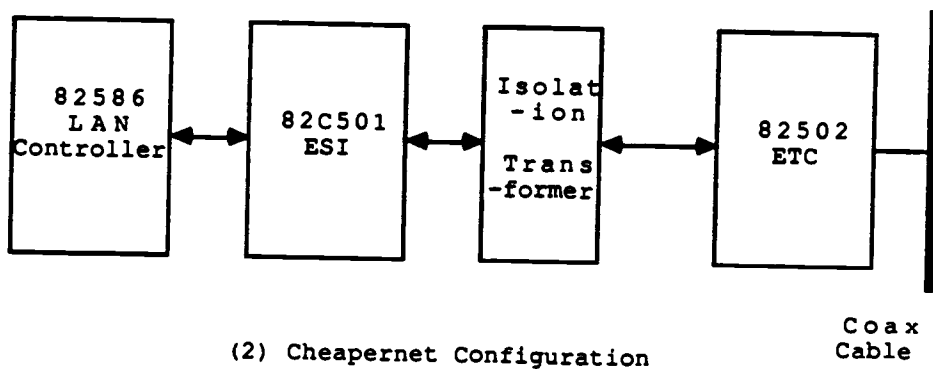 82586
LAN
Controller
82C501
ESI
Isolat
-ion
Trans
-former
82502
ETC
Coax
Cable
(2) Cheapernet Configuration